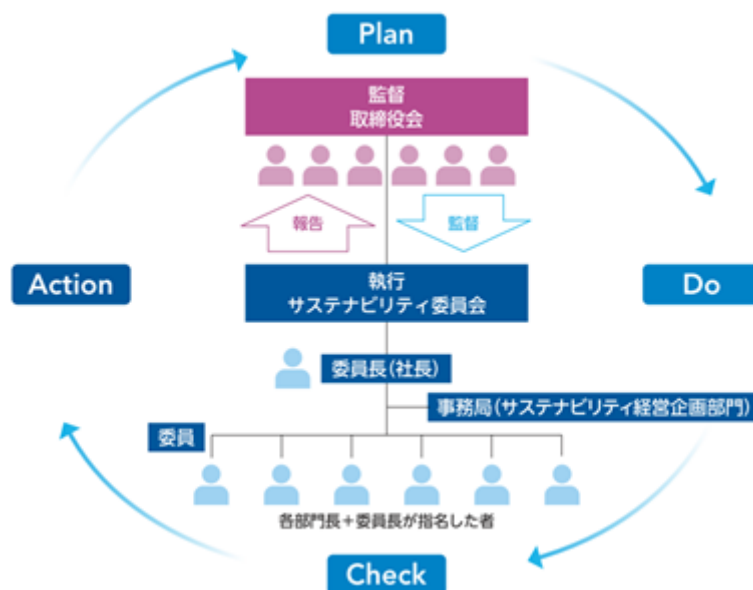 Plan
監督
取締役会
報告
監督
Action
執行
サステナビリティ委員会
Do
委員長(社長)
事務局(サステナビリティ経営企画部門)
委員
各部門長+委員長が指名した者
Check